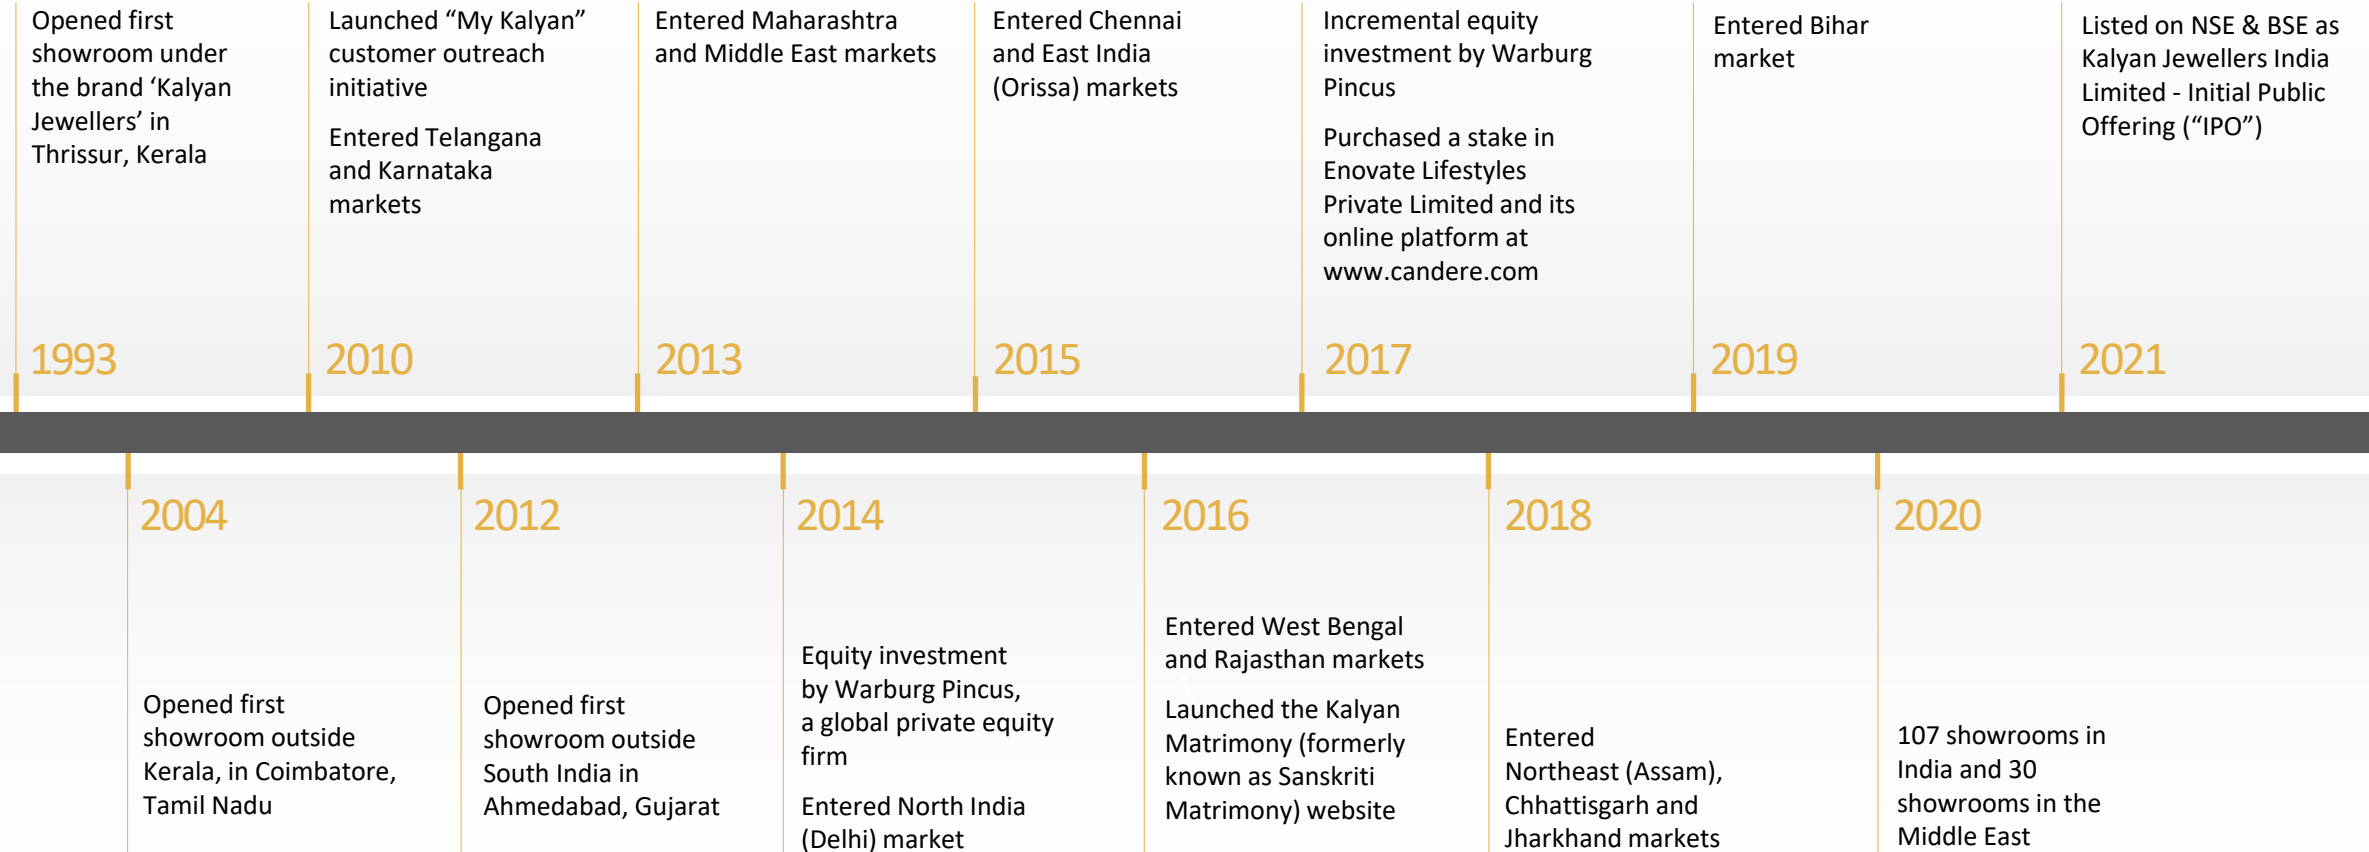 Opened first
showroom under
the brand ‘Kalyan
Jewellers’ in
Thrissur, Kerala
1993
Launched “My Kalyan”
customer outreach
initiative
Entered Telangana
and Karnataka
markets
2010
Entered Maharashtra
and Middle East markets
2013
Entered Chennai
and East India
(Orissa) markets
2015
Incremental equity
investment by Warburg
Pincus
Purchased a stake in
Enovate Lifestyles
Private Limited and its
online platform at
www.candere.com
2017
Entered Bihar
market
2019
Listed on NSE & BSE as
Kalyan Jewellers India
Limited - Initial Public
Offering (“IPO”)
2021
2004
Opened first
showroom outside
Kerala, in Coimbatore,
Tamil Nadu
2012
Opened first
showroom outside
South India in
Ahmedabad, Gujarat
2014
Equity investment
by Warburg Pincus,
a global private equity
firm
Entered North India
(Delhi) market
2016
Entered West Bengal
and Rajasthan markets
Launched the Kalyan
Matrimony (formerly
known as Sanskriti
Matrimony) website
2018
Entered
Northeast (Assam),
Chhattisgarh and
Jharkhand markets
2020
107 showrooms in
India and 30
showrooms in the
Middle East